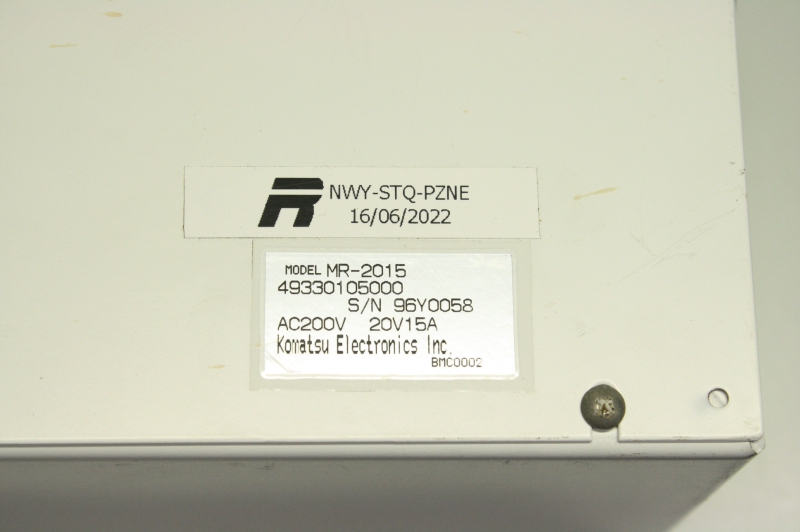 R NWY-STQ-PZNE
16/06/2022
MODEL MR-2015
49330105000
S/N 96Y0058
AC200V 20V15A
Komatsu Electronics Inc.
BMC0002